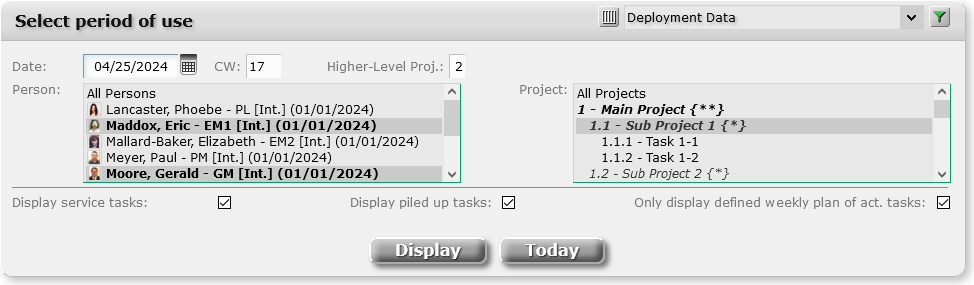 Select period of use
Deployment Data
Date: 04/25/2024 CW: 17 Higher-Level Proj.: 2
Person:
All Persons
Lancaster, Phoebe - PL [Int.] (01/01/2024)
Maddox, Eric - EM1 [Int.] (01/01/2024)
Mallard-Baker, Elizabeth - EM2 [Int.] (01/01/2024)
Meyer, Paul - PM [Int.] (01/01/2024)
Moore, Gerald - GM [Int.] (01/01/2024)
Project:
All Projects
1 - Main Project {**}
1.1 - Sub Project 1 {*}
1.1.1 - Task 1-1
1.1.2 - Task 1-2
1.2 - Sub Project 2 {*}
Display service tasks: Display piled up tasks: Only display defined weekly plan of act. tasks:
Display Today